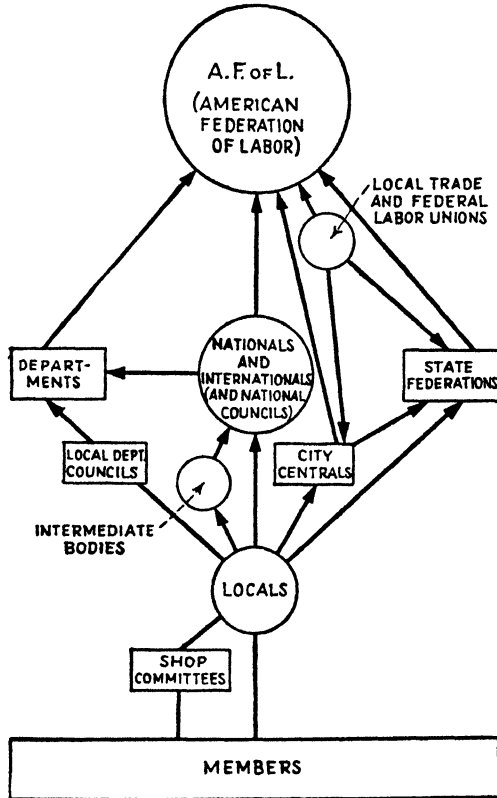 A.F. OF L.
(AMERICAN
FEDERATION
OF LABOR)
LOCAL TRADE
AND FEDERAL
LABOR UNIONS
NATIONALS
AND
INTERNATIONALS
(AND NATIONAL
COUNCILS)
DEPART-
MENTS
STATE
FEDERATIONS
LOCAL DEPT.
COUNCILS
CITY
CENTRALS
INTERMEDIATE
BODIES
LOCALS
SHOP
COMMITTEES
MEMBERS